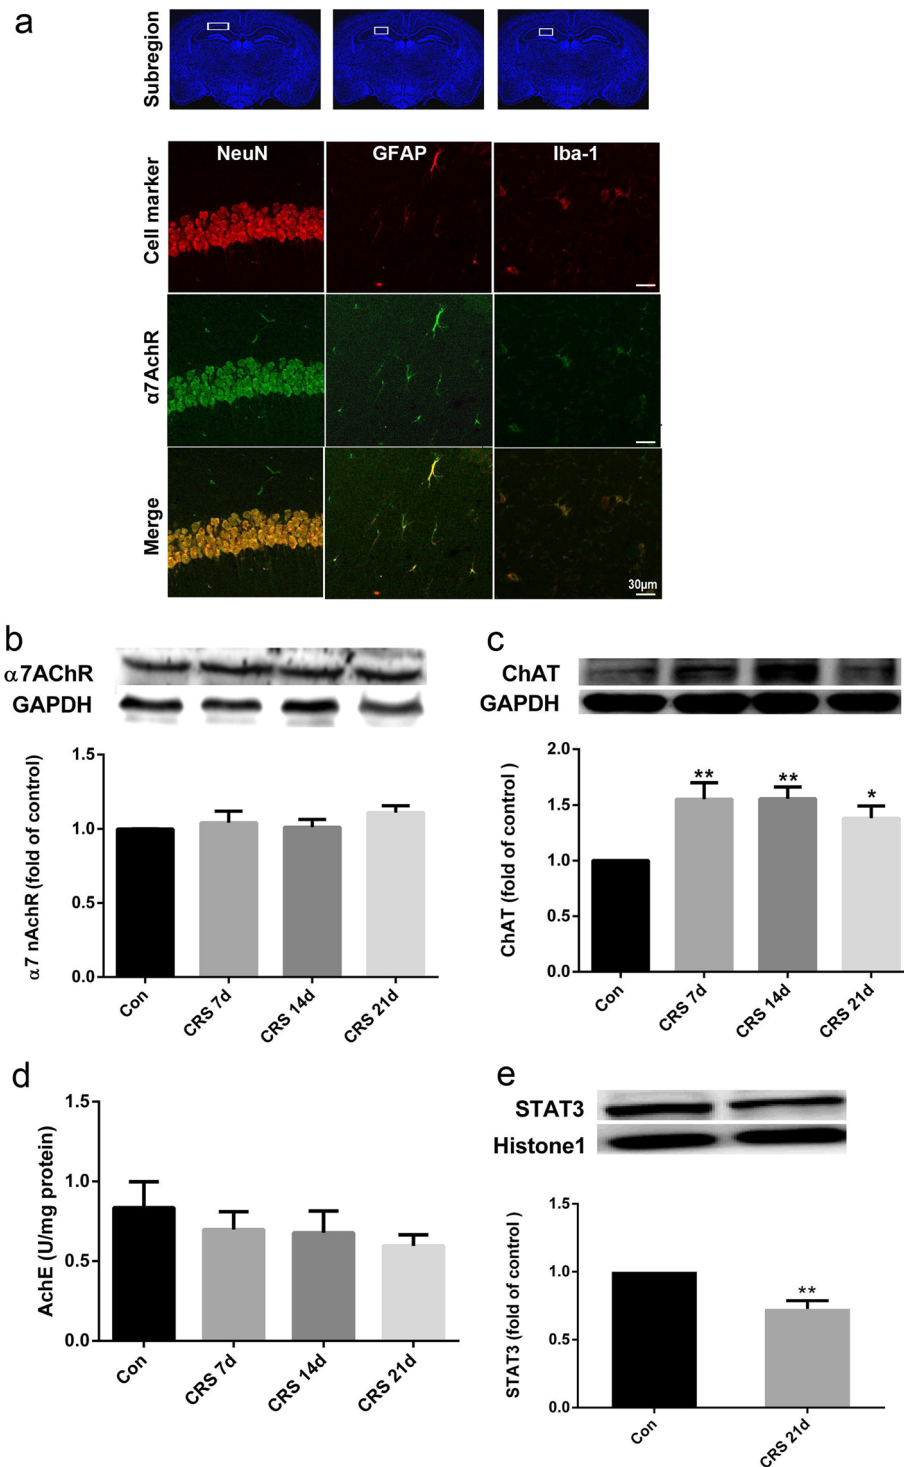 a
Subregion
NeuN
GFAP
Iba-1
Cell marker
α7AchR
Merge
30μm
b
α7AChR
GAPDH
α7 nAchR (fold of control)
1.5
1.0
0.5
0.0
Con
CRS 7d
CRS 14d
CRS 21d
c
ChAT
GAPDH
ChAT (fold of control )
2.0
1.5
1.0
0.5
0.0
**
**
*
Con
CRS 7d
CRS 14d
CRS 21d
d
AchE (U/mg protein)
1.5
1.0
0.5
0.0
Con
CRS 7d
CRS 14d
CRS 21d
e
STAT3
Histone1
STAT3 (fold of control )
1.5
1.0
0.5
0.0
**
Con
CRS 21d